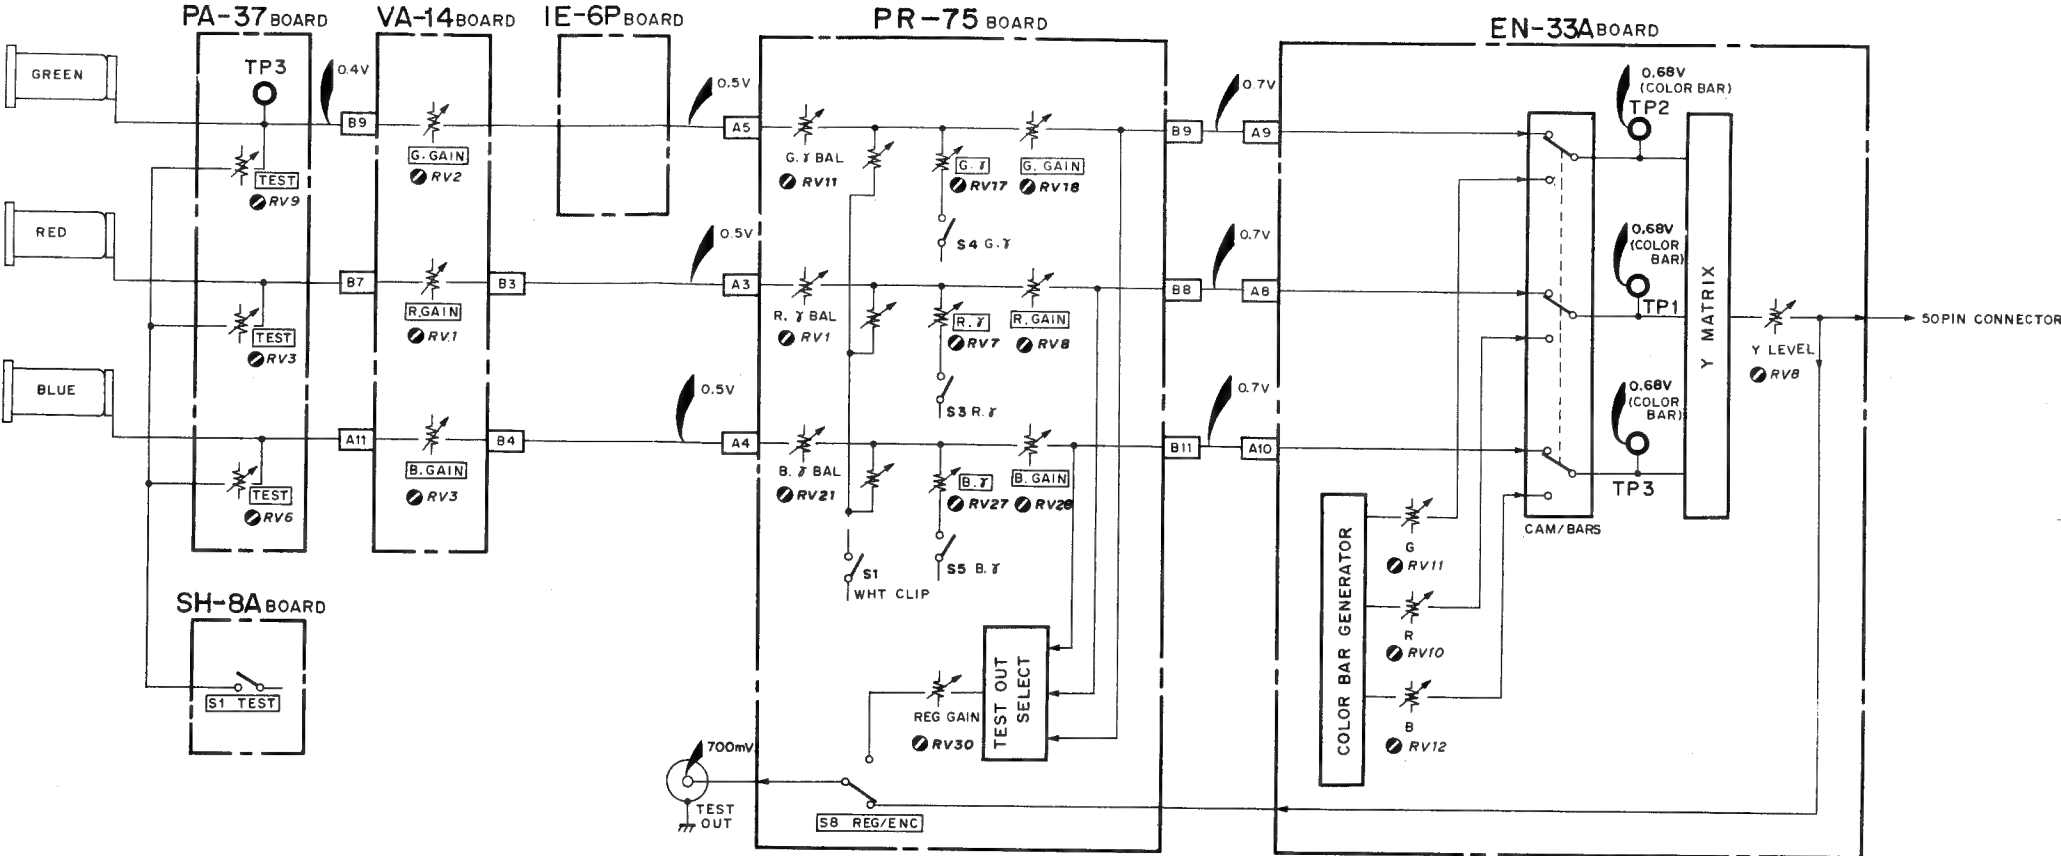 PA-37 BOARD
VA-14 BOARD
IE-6P BOARD
PR-75 BOARD
EN-33A BOARD
GREEN
TP3
0.4V
B9
G. GAIN
RV2
TEST
RV9
0.5V
A5
G. γ BAL
RV11
G. γ
RV17
G. GAIN
RV18
S4 G. γ
B9
0.7V
A9
0.68V
(COLOR BAR)
TP2
RED
B7
R, GAIN
RV1
B3
TEST
RV3
0.5V
A3
R. γ BAL
RV1
R. γ
RV7
R. GAIN
RV8
S3 R. γ
B8
0.7V
A8
0.68V
(COLOR
BAR)
TP1
Y MATRIX
Y LEVEL
RV8
50PIN CONNECTOR
BLUE
A11
B. GAIN
RV3
B4
TEST
RV6
0.5V
A4
B. γ BAL
RV21
B. γ
RV27
B. GAIN
RV28
S1
WHT CLIP
S5 B. γ
B11
0.7V
A10
0.68V
(COLOR
BAR)
TP3
CAM/BARS
COLOR BAR GENERATOR
G
RV11
R
RV10
B
RV12
SH-8A BOARD
S1 TEST
TEST OUT
SELECT
REG GAIN
RV30
700mV
TEST
OUT
S8 REG/ENC